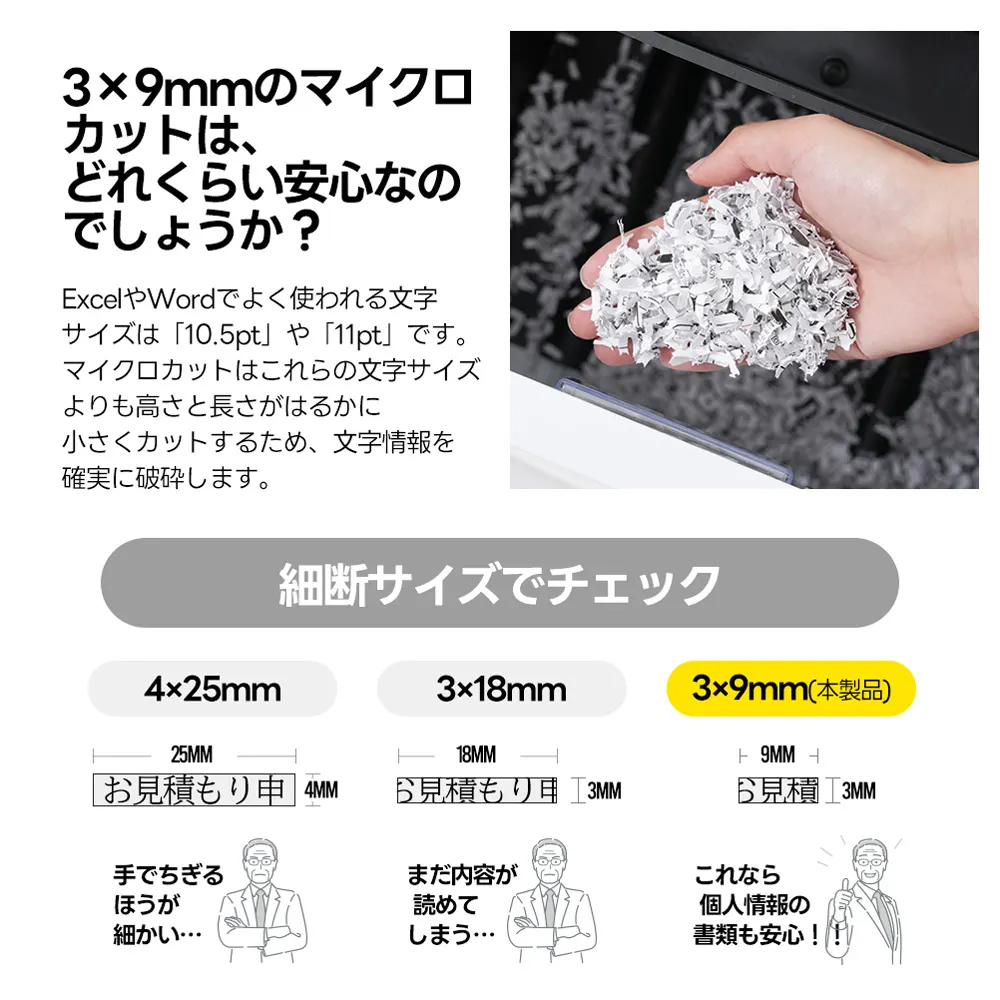 3×9mmのマイクロ
カットは、
どれくらい安心なの
でしょうか？
ExcelやWordでよく使われる文字
サイズは「10.5pt」や「11pt」です。
マイクロカットはこれらの文字サイズ
よりも高さと長さがはるかに
小さくカットするため、文字情報を
確実に破砕します。
細断サイズでチェック
4×25mm
3×18mm
3×9mm(本製品)
25MM
18MM
9MM
お見積もり申
4MM
お見積もり申
3MM
お見積
3MM
手でちぎる
ほうが
細かい…
まだ内容が
読めて
しまう…
これなら
個人情報の
書類も安心！！